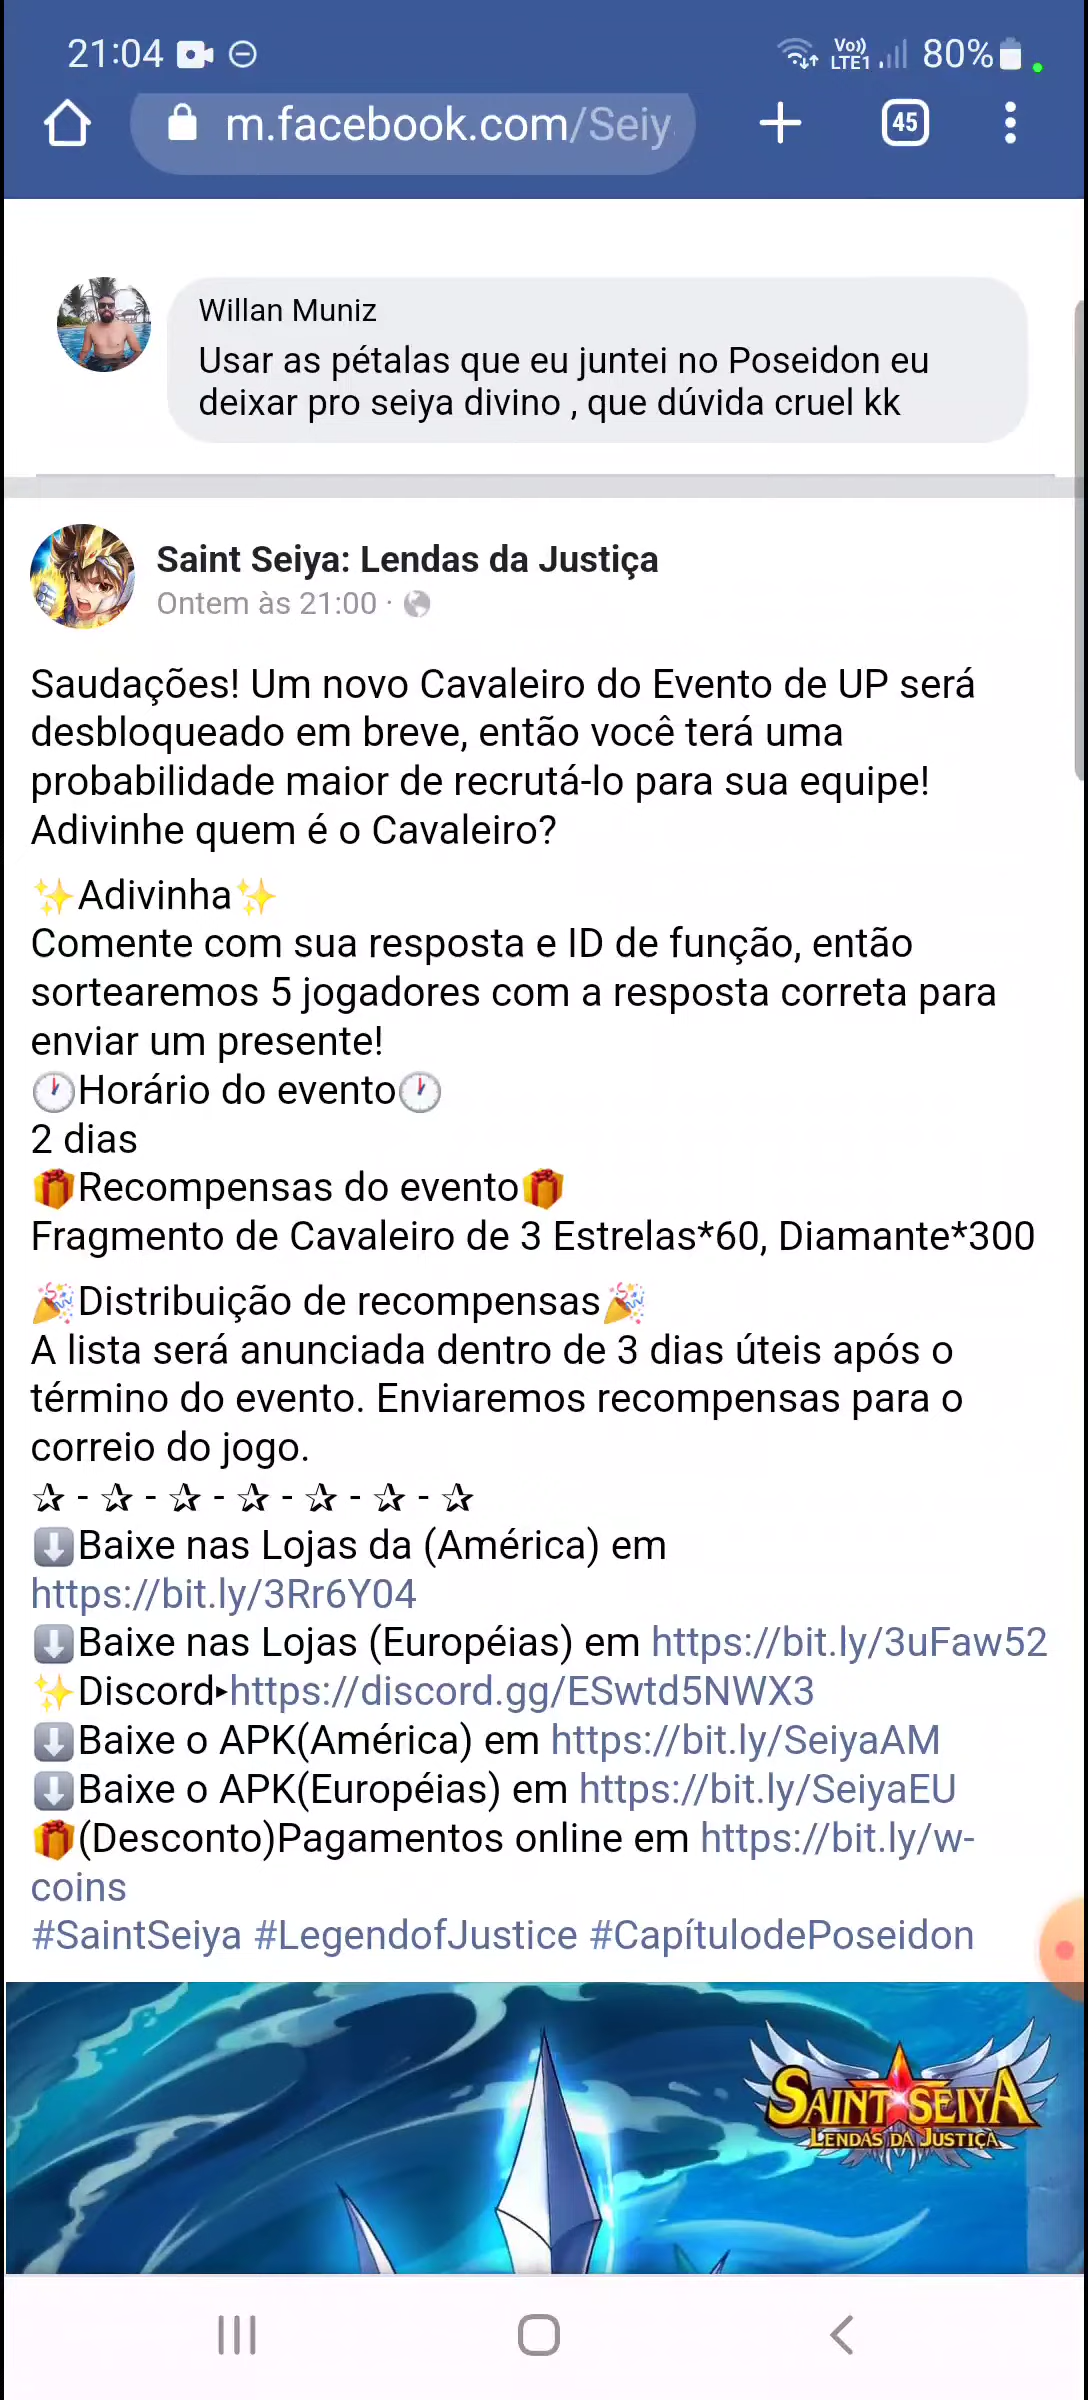 21:04
Vo))
LTE1
80%
m.facebook.com/Seiy
45
Willan Muniz
Usar as pétalas que eu juntei no Poseidon eu
deixar pro seiya divino , que dúvida cruel kk
Saint Seiya: Lendas da Justiça
Ontem às 21:00 ·
Saudações! Um novo Cavaleiro do Evento de UP será
desbloqueado em breve, então você terá uma
probabilidade maior de recrutá-lo para sua equipe!
Adivinhe quem é o Cavaleiro?
✨Adivinha✨
Comente com sua resposta e ID de função, então
sortearemos 5 jogadores com a resposta correta para
enviar um presente!
🕐Horário do evento🕐
2 dias
🎁Recompensas do evento🎁
Fragmento de Cavaleiro de 3 Estrelas*60, Diamante*300
🎉Distribuição de recompensas🎉
A lista será anunciada dentro de 3 dias úteis após o
término do evento. Enviaremos recompensas para o
correio do jogo.
✰ - ✰ - ✰ - ✰ - ✰ - ✰ - ✰
⬇️Baixe nas Lojas da (América) em
https://bit.ly/3Rr6Y04
⬇️Baixe nas Lojas (Européias) em https://bit.ly/3uFaw52
✨Discord▸https://discord.gg/ESwtd5NWX3
⬇️Baixe o APK(América) em https://bit.ly/SeiyaAM
⬇️Baixe o APK(Européias) em https://bit.ly/SeiyaEU
🎁(Desconto)Pagamentos online em https://bit.ly/w-
coins
#SaintSeiya #LegendofJustice #CapítulodePoseidon
SAINT SEIYA
LENDAS DA JUSTIÇA